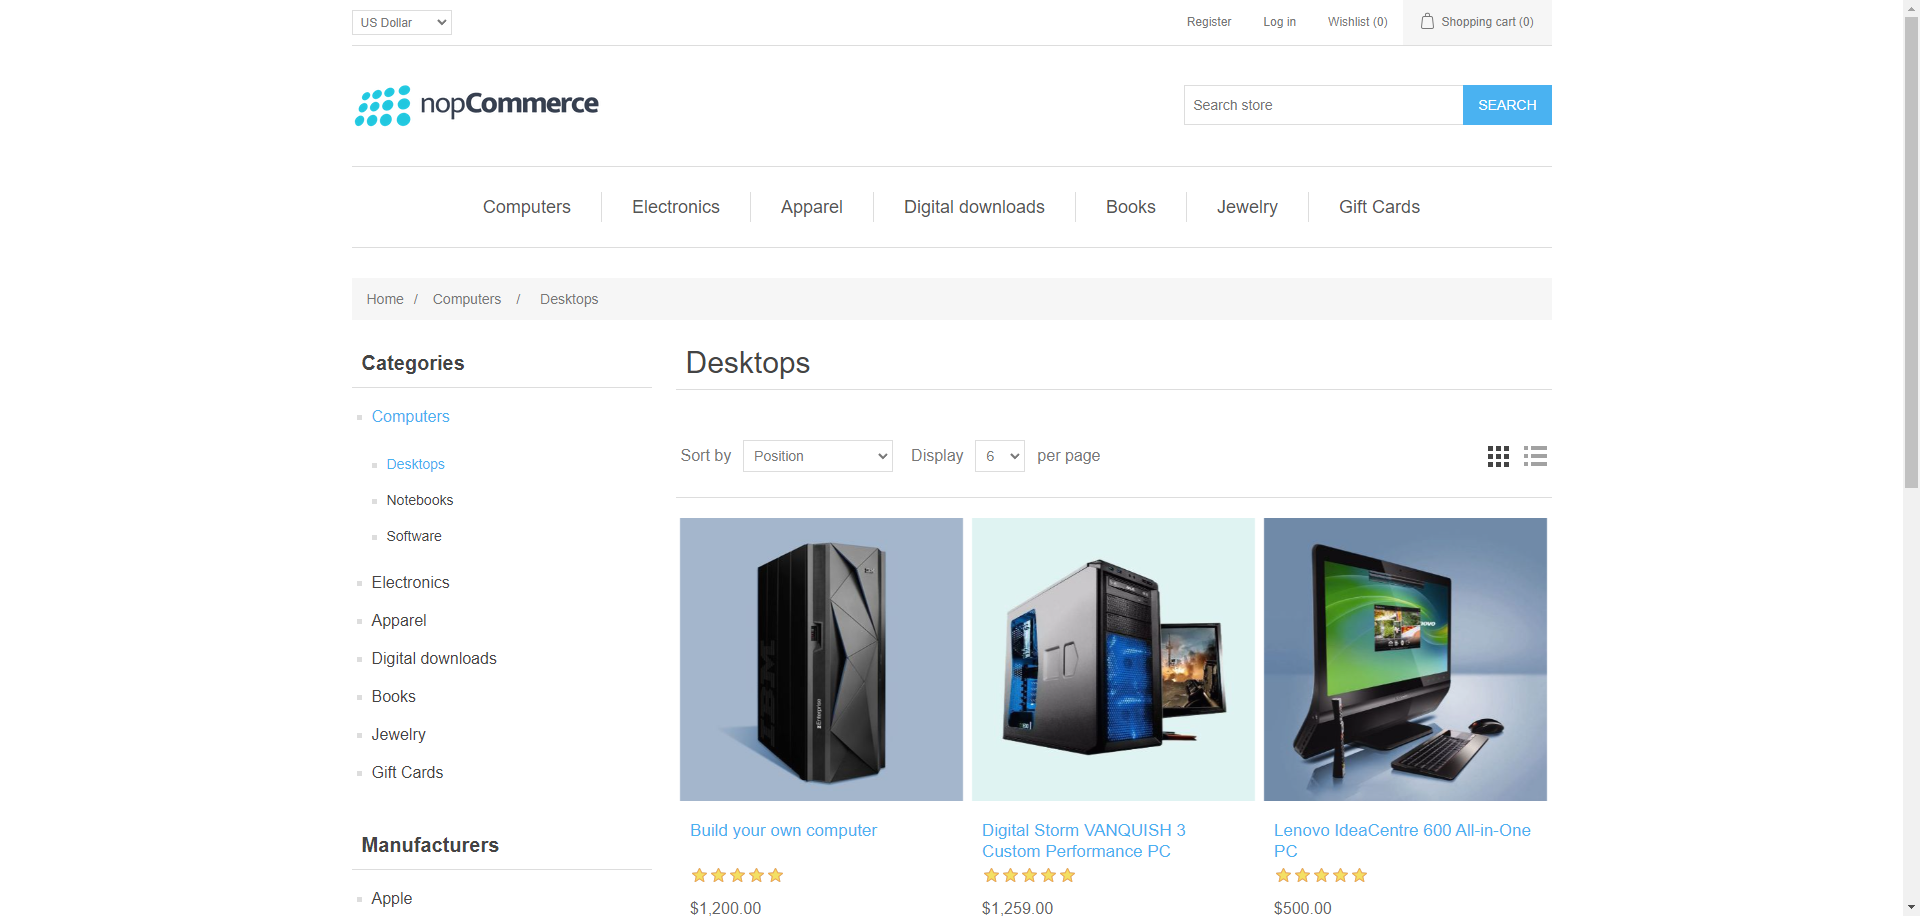 US Dollar
Register
Log in
Wishlist (0)
Shopping cart (0)
nopCommerce
Search store
SEARCH
Computers
Electronics
Apparel
Digital downloads
Books
Jewelry
Gift Cards
Home / Computers / Desktops
Categories
Computers
Desktops
Notebooks
Software
Electronics
Apparel
Digital downloads
Books
Jewelry
Gift Cards
Manufacturers
Apple
Desktops
Sort by Position Display 6 per page
IBM
Enterprise
Build your own computer
$1,200.00
Digital Storm VANQUISH 3
Custom Performance PC
$1,259.00
Lenovo IdeaCentre 600 All-in-One
PC
$500.00